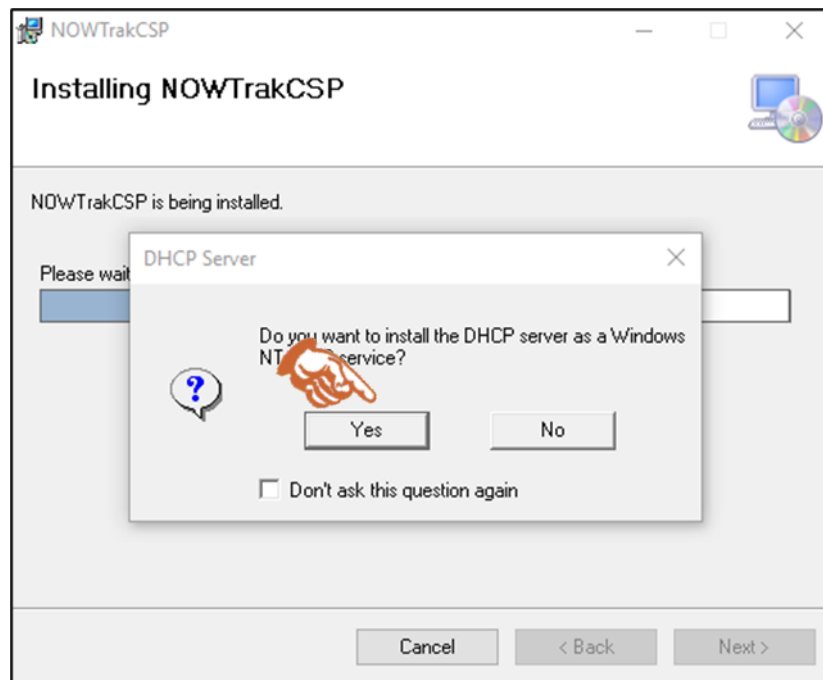 NOWTrakCSP
Installing NOWTrakCSP
NOWTrakCSP is being installed.
Please wait
DHCP Server
Do you want to install the DHCP server as a Windows
NT service?
Yes
No
Don't ask this question again
Cancel
< Back
Next >